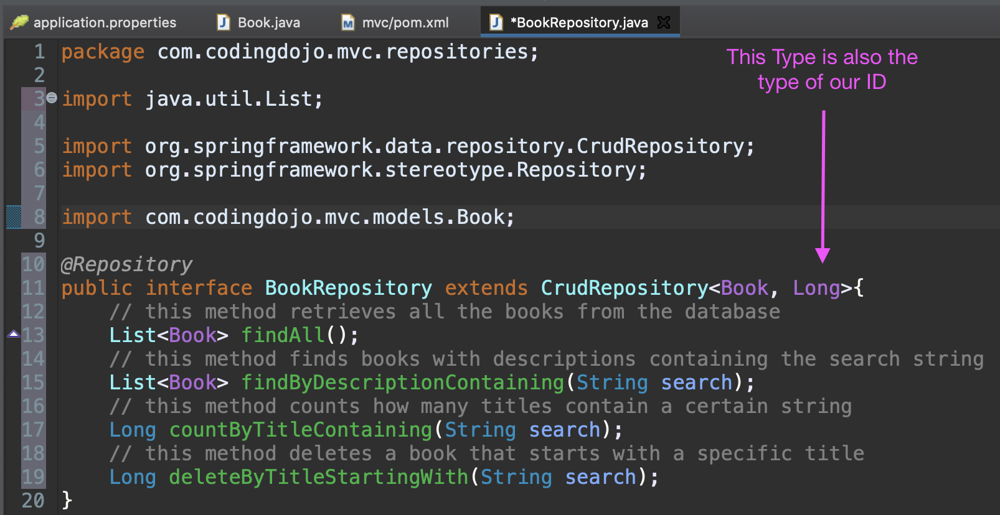 application.properties
Book.java
mvc/pom.xml
*BookRepository.java
This Type is also the
type of our ID
1 package com.codingdojo.mvc.repositories;
2
3 import java.util.List;
4
5 import org.springframework.data.repository.CrudRepository;
6 import org.springframework.stereotype.Repository;
7
8 import com.codingdojo.mvc.models.Book;
9
10 @Repository
11 public interface BookRepository extends CrudRepository<Book, Long>{
12     // this method retrieves all the books from the database
13     List<Book> findAll();
14     // this method finds books with descriptions containing the search string
15     List<Book> findByDescriptionContaining(String search);
16     // this method counts how many titles contain a certain string
17     Long countByTitleContaining(String search);
18     // this method deletes a book that starts with a specific title
19     Long deleteByTitleStartingWith(String search);
20 }